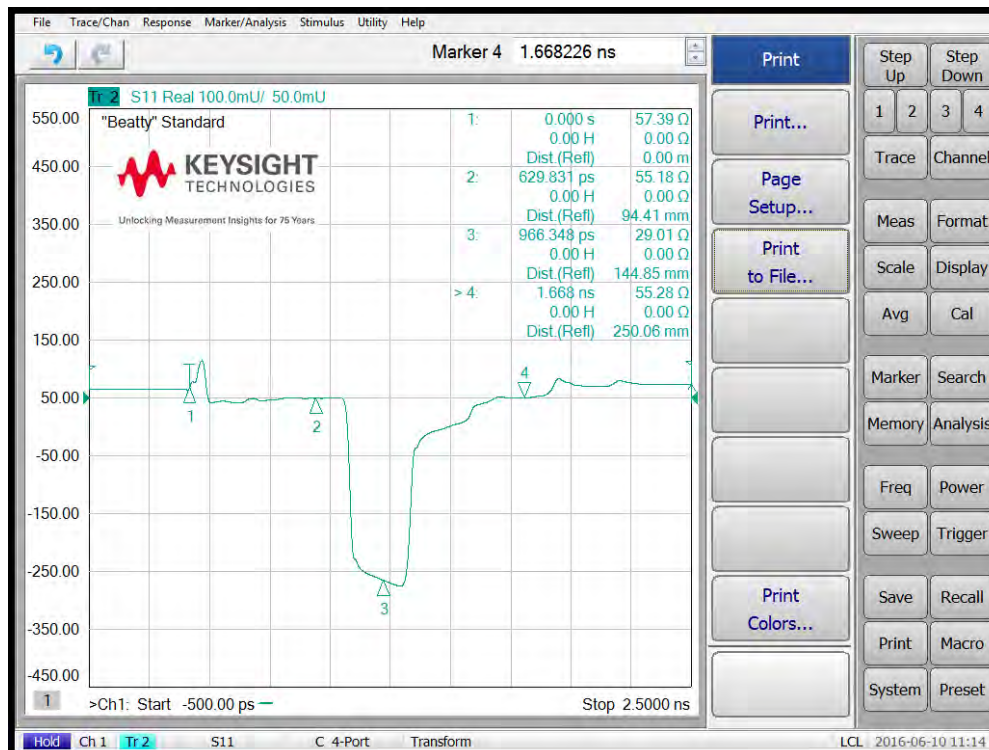 File Trace/Chan Response Marker/Analysis Stimulus Utility Help
Marker 4 1.668226 ns
Tr 2 S11 Real 100.0mU/ 50.0mU
"Beatty" Standard
KEYSIGHT
TECHNOLOGIES
Unlocking Measurement Insights for 75 Years
1: 0.000 s 57.39 Ω
0.00 H 0.00 Ω
Dist.(Refl) 0.00 m
2: 629.831 ps 55.18 Ω
0.00 H 0.00 Ω
Dist.(Refl) 94.41 mm
3: 966.348 ps 29.01 Ω
0.00 H 0.00 Ω
Dist.(Refl) 144.85 mm
> 4: 1.668 ns 55.28 Ω
0.00 H 0.00 Ω
Dist.(Refl) 250.06 mm
550.00
450.00
350.00
250.00
150.00
50.00
-50.00
-150.00
-250.00
-350.00
-450.00
1
2
3
4
1
>Ch1: Start -500.00 ps
Stop 2.5000 ns
Hold Ch 1 Tr 2 S11 C 4-Port Transform LCL 2016-06-10 11:14
Print
Print...
Page
Setup...
Print
to File...
Print
Colors...
Step
Up
Step
Down
1 2 3 4
Trace Channel
Meas Format
Scale Display
Avg Cal
Marker Search
Memory Analysis
Freq Power
Sweep Trigger
Save Recall
Print Macro
System Preset